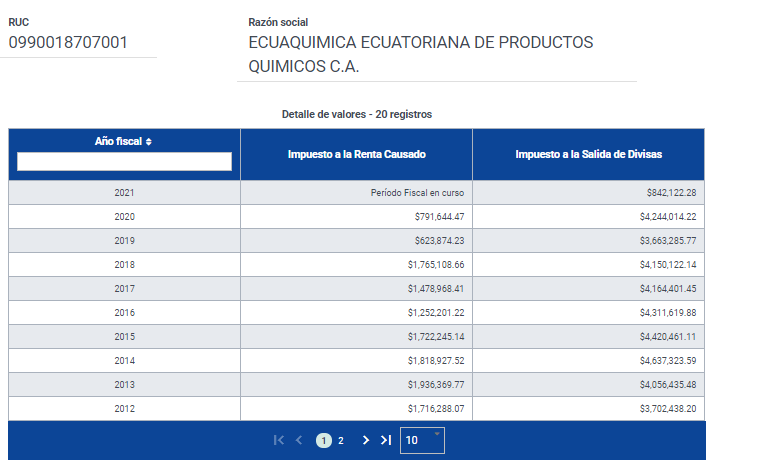 RUC Razón social
0990018707001 ECUAQUIMICA ECUATORIANA DE PRODUCTOS
QUIMICOS C.A.
Detalle de valores - 20 registros
Año fiscal Impuesto a la Renta Causado Impuesto a la Salida de Divisas
2021 Período Fiscal en curso $842,122.28
2020 $791,644.47 $4,244,014.22
2019 $623,874.23 $3,663,285.77
2018 $1,765,108.66 $4,150,122.14
2017 $1,478,968.41 $4,164,401.45
2016 $1,252,201.22 $4,311,619.88
2015 $1,722,245.14 $4,420,461.11
2014 $1,818,927.52 $4,637,323.59
2013 $1,936,369.77 $4,056,435.48
2012 $1,716,288.07 $3,702,438.20
1 2 10